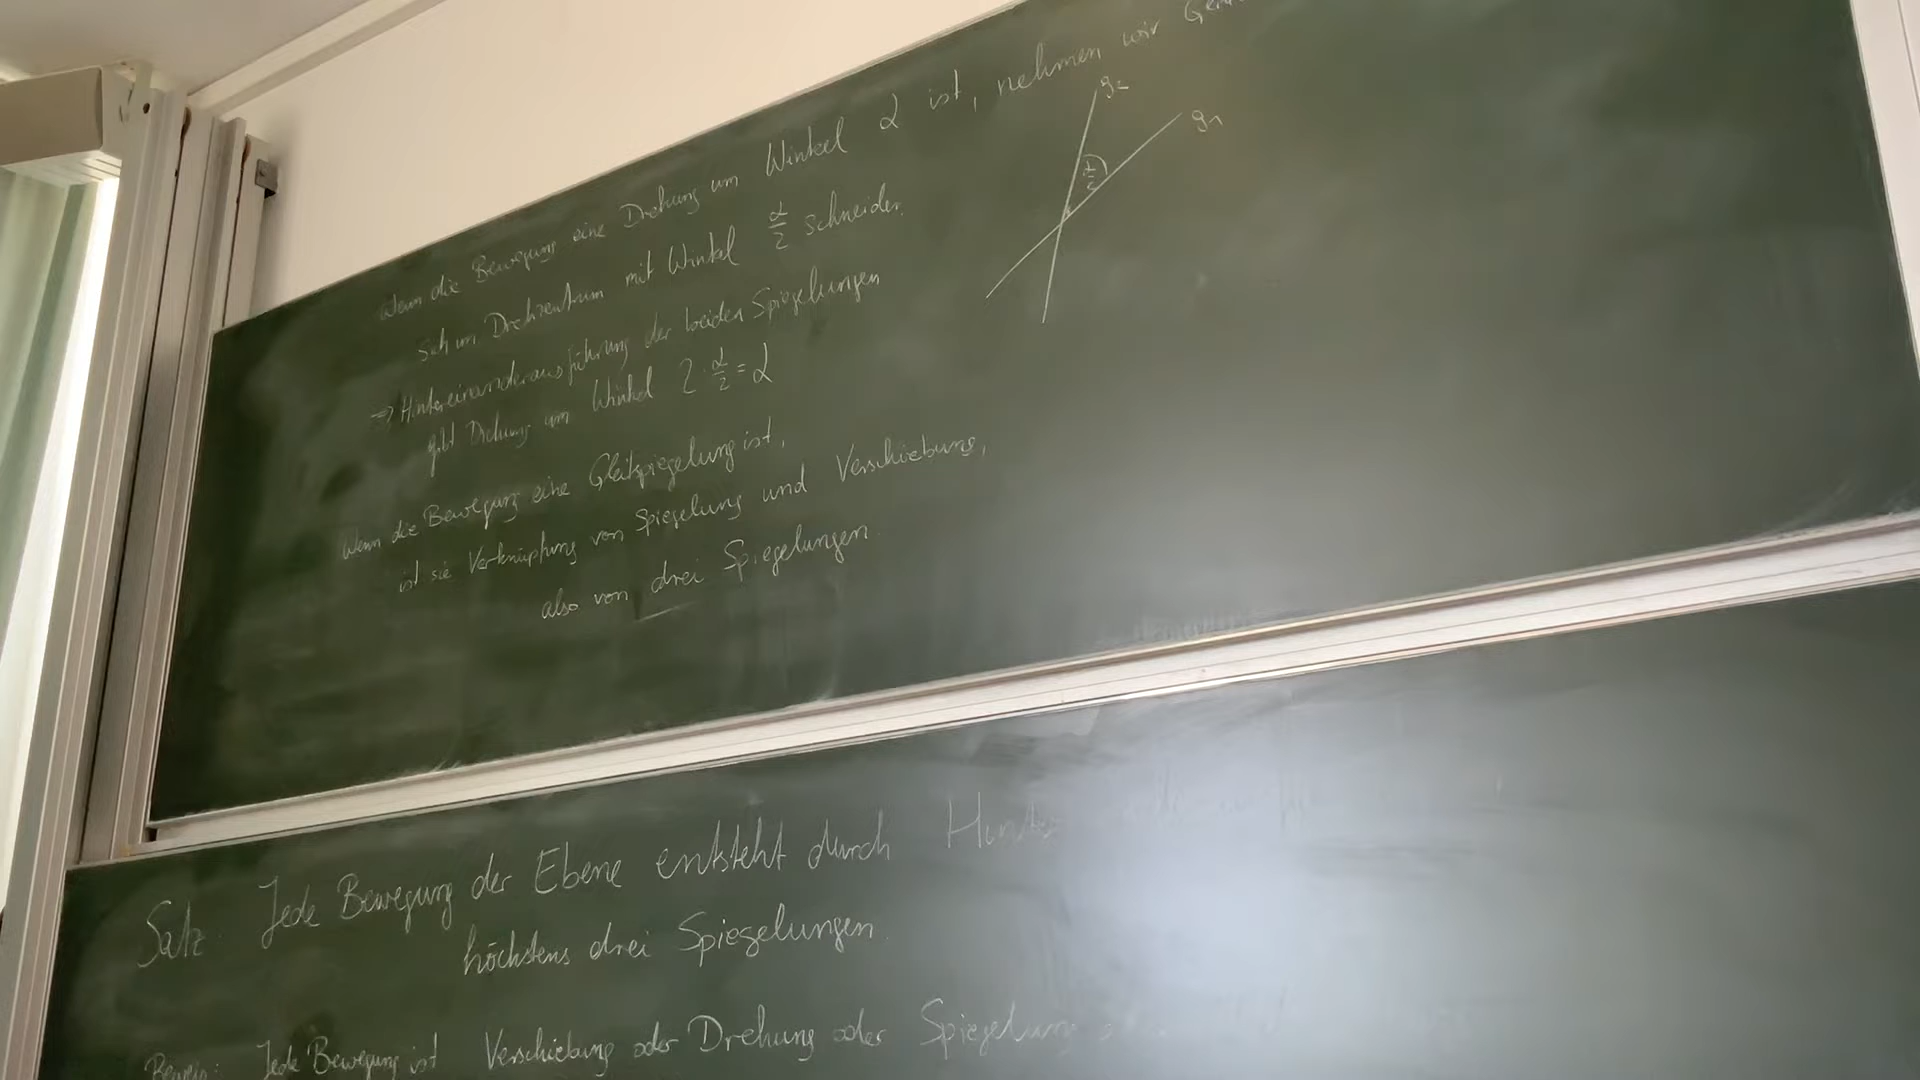 Wenn die Bewegung eine Drehung um Winkel α ist, nehmen wir
sich im Drehzentrum mit Winkel α/2 schneiden.
⇒ Hintereinanderausführung der beiden Spiegelungen
gibt Drehung um Winkel 2·α/2 = α
g2
g1
α/2
Wenn die Bewegung eine Gleitspiegelung ist,
ist sie Verknüpfung von Spiegelung und Verschiebung,
also von drei Spiegelungen.
Satz. Jede Bewegung der Ebene entsteht durch
höchstens drei Spiegelungen.
Beweis: Jede Bewegung ist Verschiebung oder Drehung oder Spiegelung